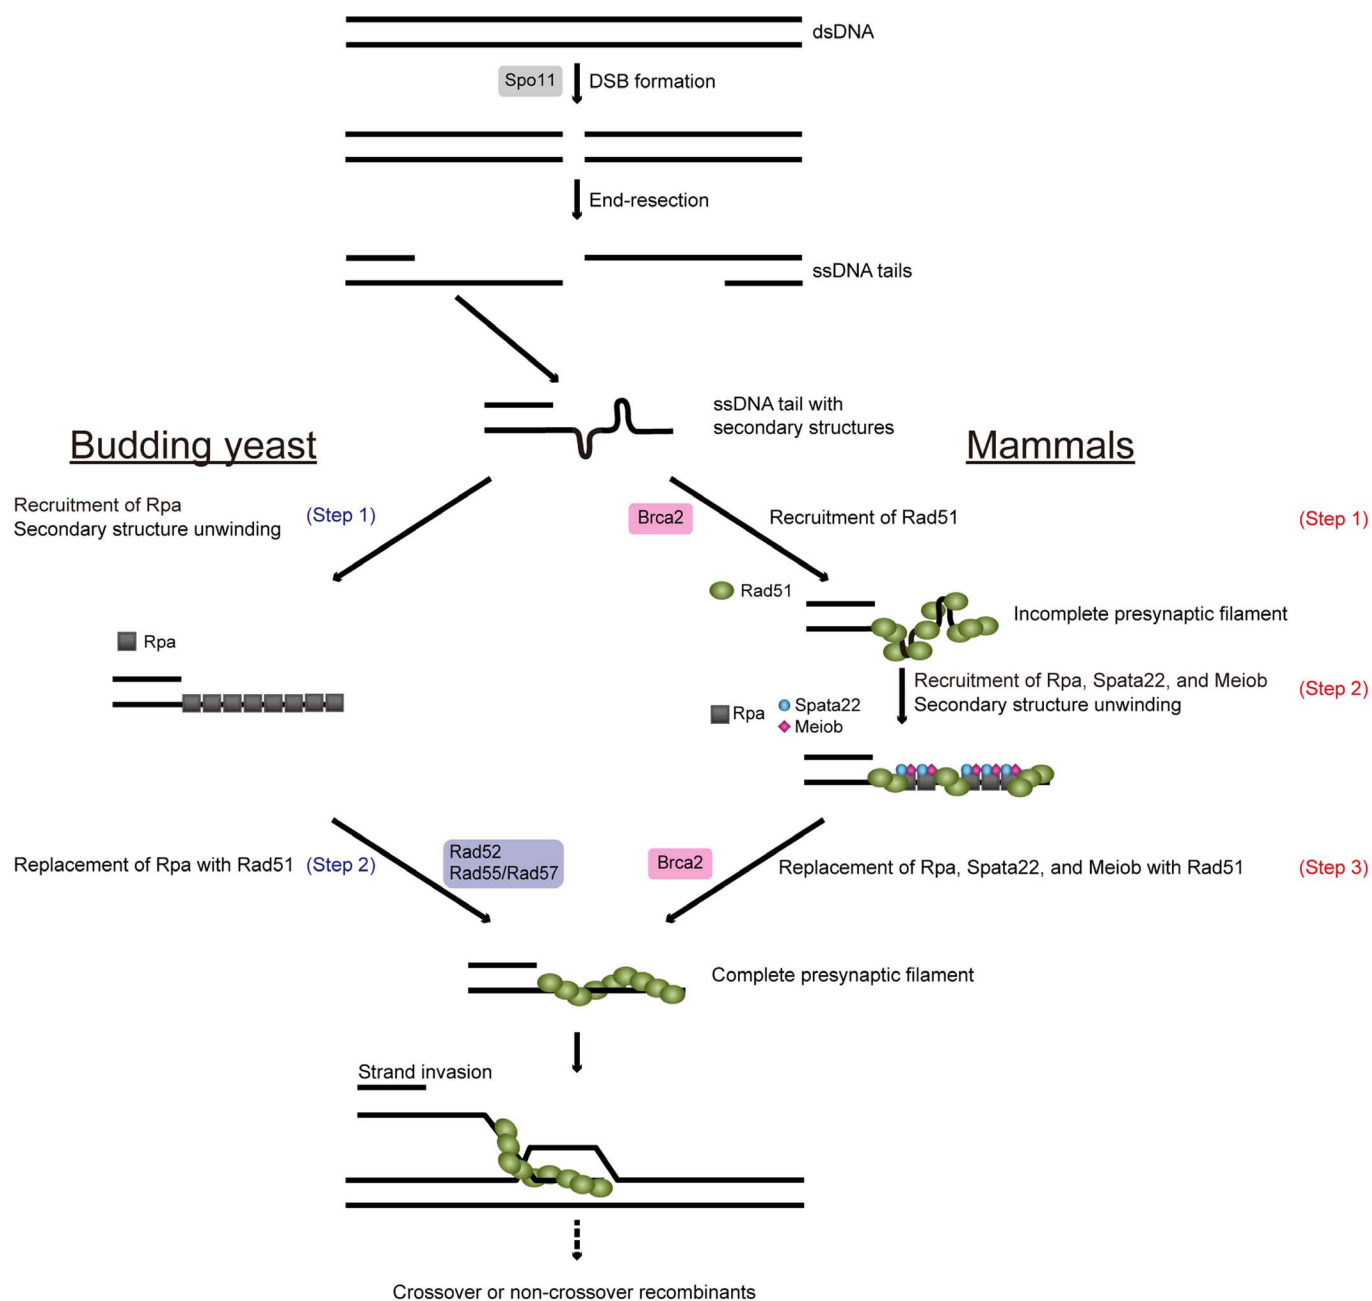 dsDNA
Spo11
DSB formation
End-resection
ssDNA tails
ssDNA tail with
secondary structures
Budding yeast
Mammals
Recruitment of Rpa
Secondary structure unwinding
(Step 1)
Brca2
Recruitment of Rad51
(Step 1)
Rad51
Incomplete presynaptic filament
Rpa
Recruitment of Rpa, Spata22, and Meiob
Secondary structure unwinding
(Step 2)
Rpa
Spata22
Meiob
Replacement of Rpa with Rad51
(Step 2)
Rad52
Rad55/Rad57
Brca2
Replacement of Rpa, Spata22, and Meiob with Rad51
(Step 3)
Complete presynaptic filament
Strand invasion
Crossover or non-crossover recombinants